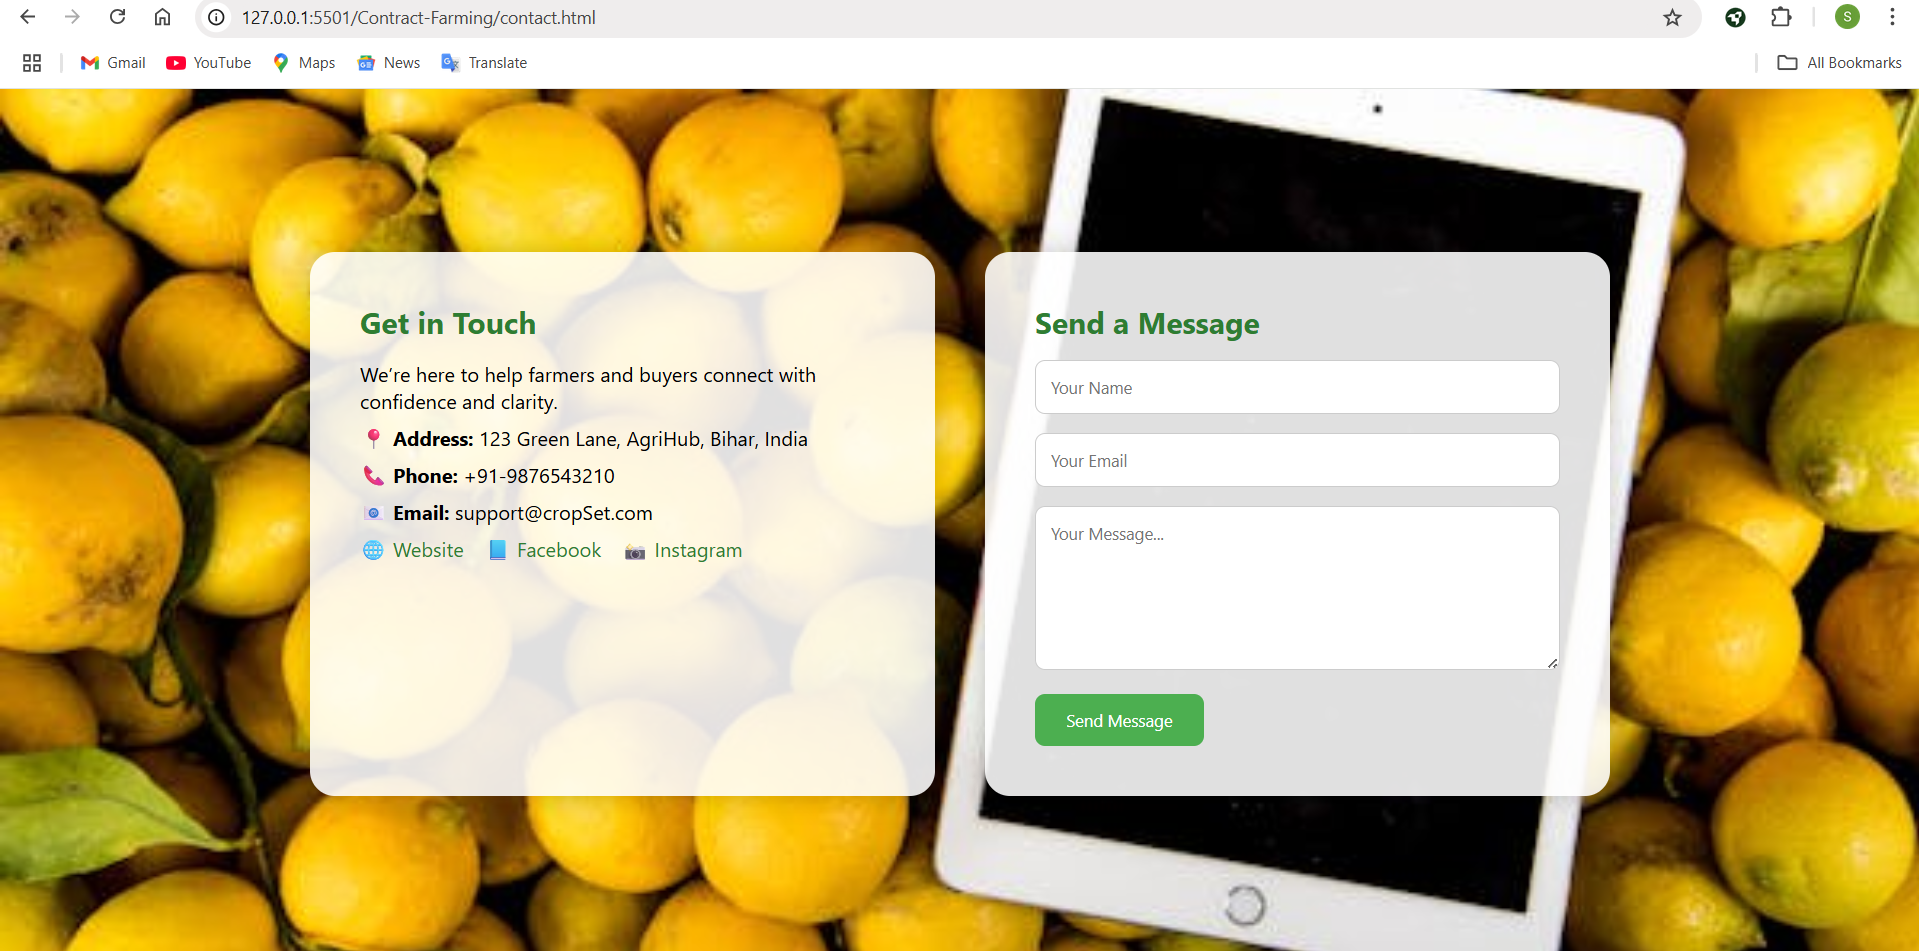 127.0.0.1:5501/Contract-Farming/contact.html
S
Gmail
YouTube
Maps
News
Translate
All Bookmarks
Get in Touch
We’re here to help farmers and buyers connect with
confidence and clarity.
Address: 123 Green Lane, AgriHub, Bihar, India
Phone: +91-9876543210
Email: support@cropSet.com
Website Facebook Instagram
Send a Message
Your Name
Your Email
Your Message...
Send Message